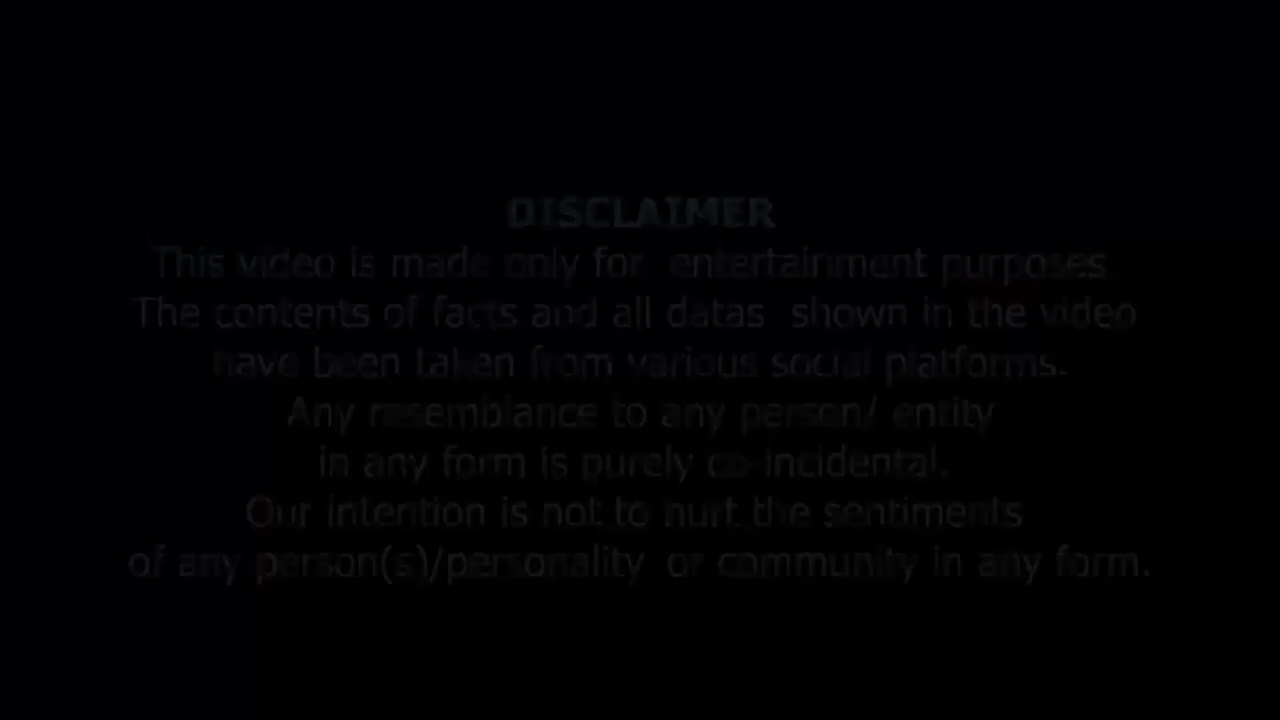 DISCLAIMER
This video is made only for entertainment purposes.
The contents of facts and all datas shown in the video
have been taken from various social platforms.
Any resemblance to any person/ entity
in any form is purely co-incidental.
Our intention is not to hurt the sentiments
of any person(s)/personality or community in any form.